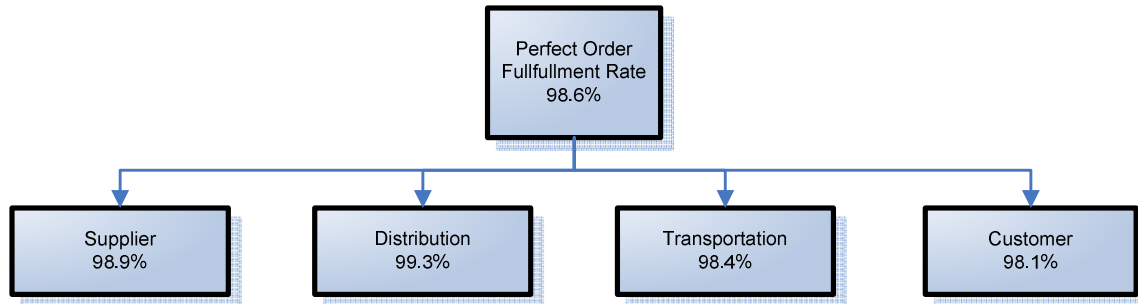 Perfect Order
Fullfullment Rate
98.6%
Supplier
98.9%
Distribution
99.3%
Transportation
98.4%
Customer
98.1%